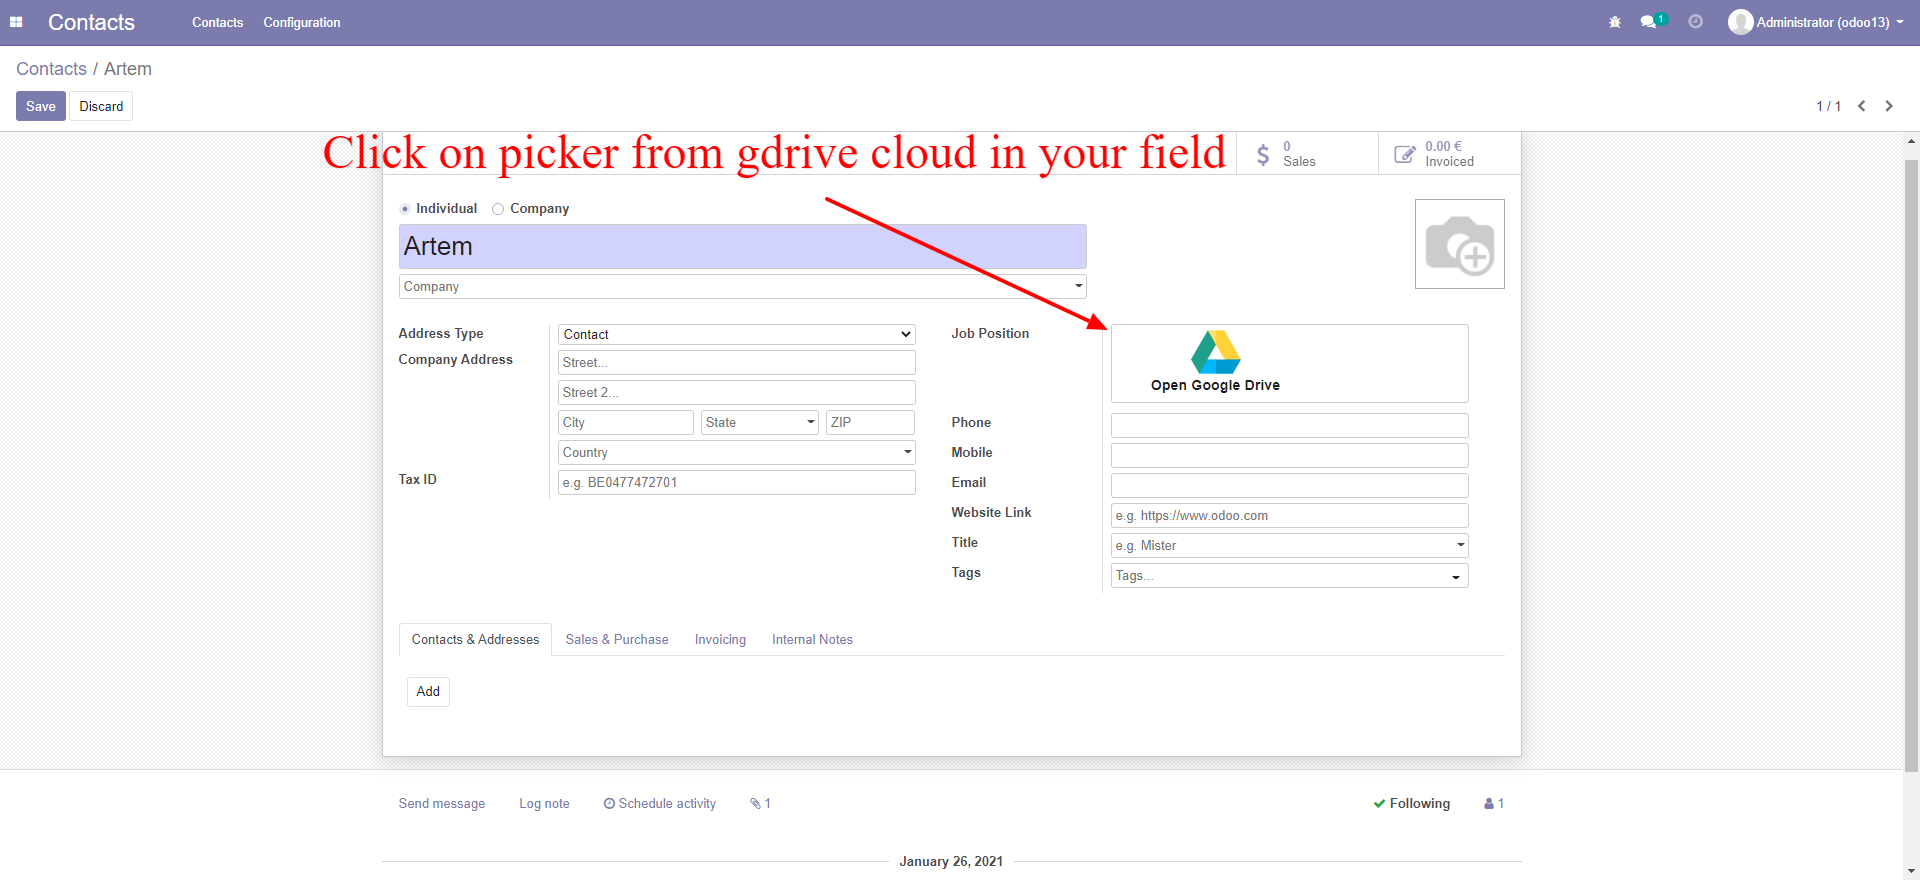 Contacts
Contacts
Configuration
1
Administrator (odoo13)
Contacts / Artem
Save
Discard
1 / 1
Click on picker from gdrive cloud in your field
0
Sales
0.00 €
Invoiced
Individual
Company
Artem
Company
Address Type
Contact
Company Address
Street...
Street 2...
City
State
ZIP
Country
Tax ID
e.g. BE0477472701
Job Position
Open Google Drive
Phone
Mobile
Email
Website Link
e.g. https://www.odoo.com
Title
e.g. Mister
Tags
Tags...
Contacts & Addresses
Sales & Purchase
Invoicing
Internal Notes
Add
Send message
Log note
Schedule activity
1
Following
1
January 26, 2021